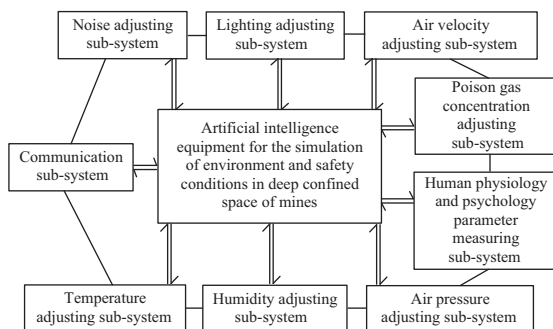 Noise adjusting
sub-system
Lighting adjusting
sub-system
Air velocity
adjusting sub-system
Poison gas
concentration
adjusting
sub-system
Artificial intelligence
equipment for the simulation
of environment and safety
conditions in deep confined
space of mines
Communication
sub-system
Human physiology
and psychology
parameter
measuring
sub-system
Temperature
adjusting sub-system
Humidity adjusting
sub-system
Air pressure
adjusting sub-system